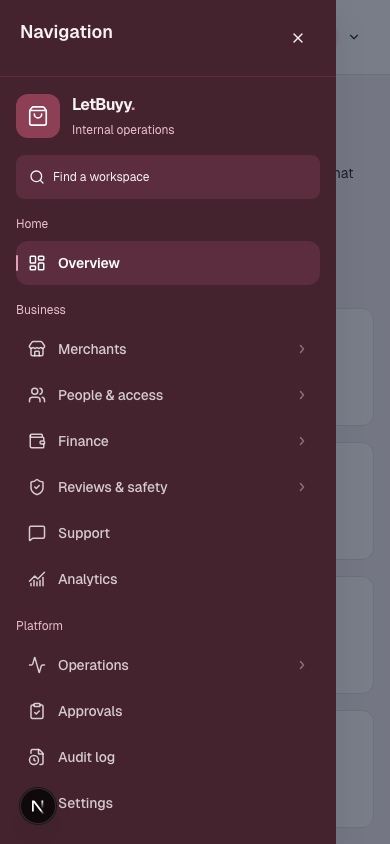 Navigation
LetBuyy.
Internal operations
Find a workspace
Home
Overview
Business
Merchants
People & access
Finance
Reviews & safety
Support
Analytics
Platform
Operations
Approvals
Audit log
N Settings